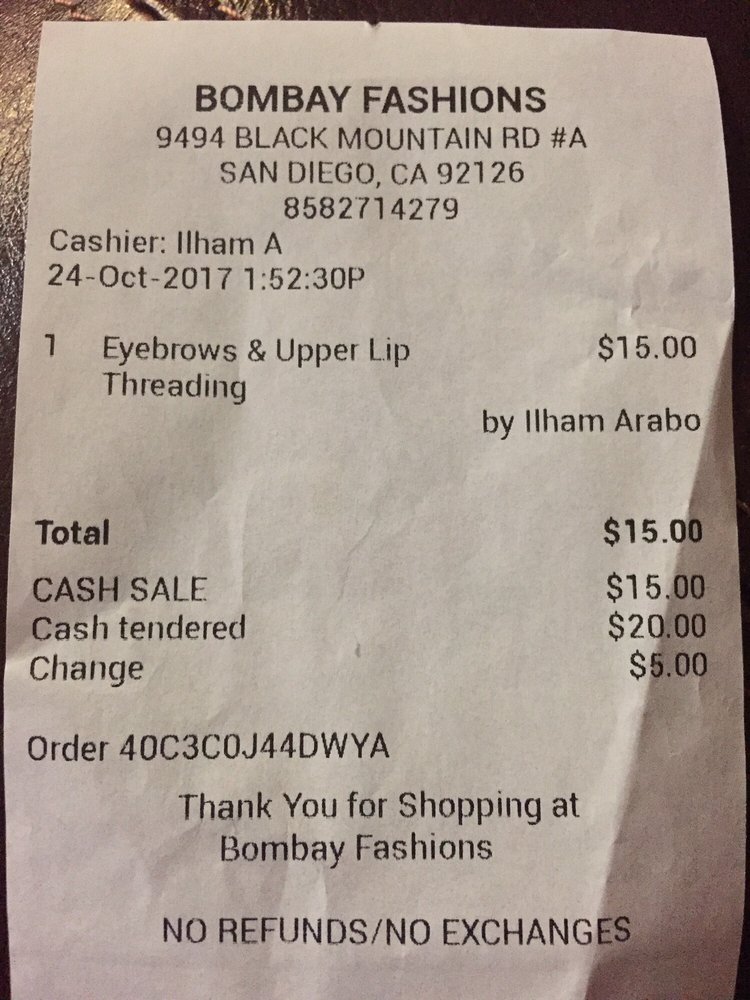 BOMBAY FASHIONS
9494 BLACK MOUNTAIN RD #A
SAN DIEGO, CA 92126
8582714279
Cashier: Ilham A
24-Oct-2017 1:52:30P
1 Eyebrows & Upper Lip $15.00
Threading
by Ilham Arabo
Total $15.00
CASH SALE $15.00
Cash tendered $20.00
Change $5.00
Order 40C3C0J44DWYA
Thank You for Shopping at
Bombay Fashions
NO REFUNDS/NO EXCHANGES